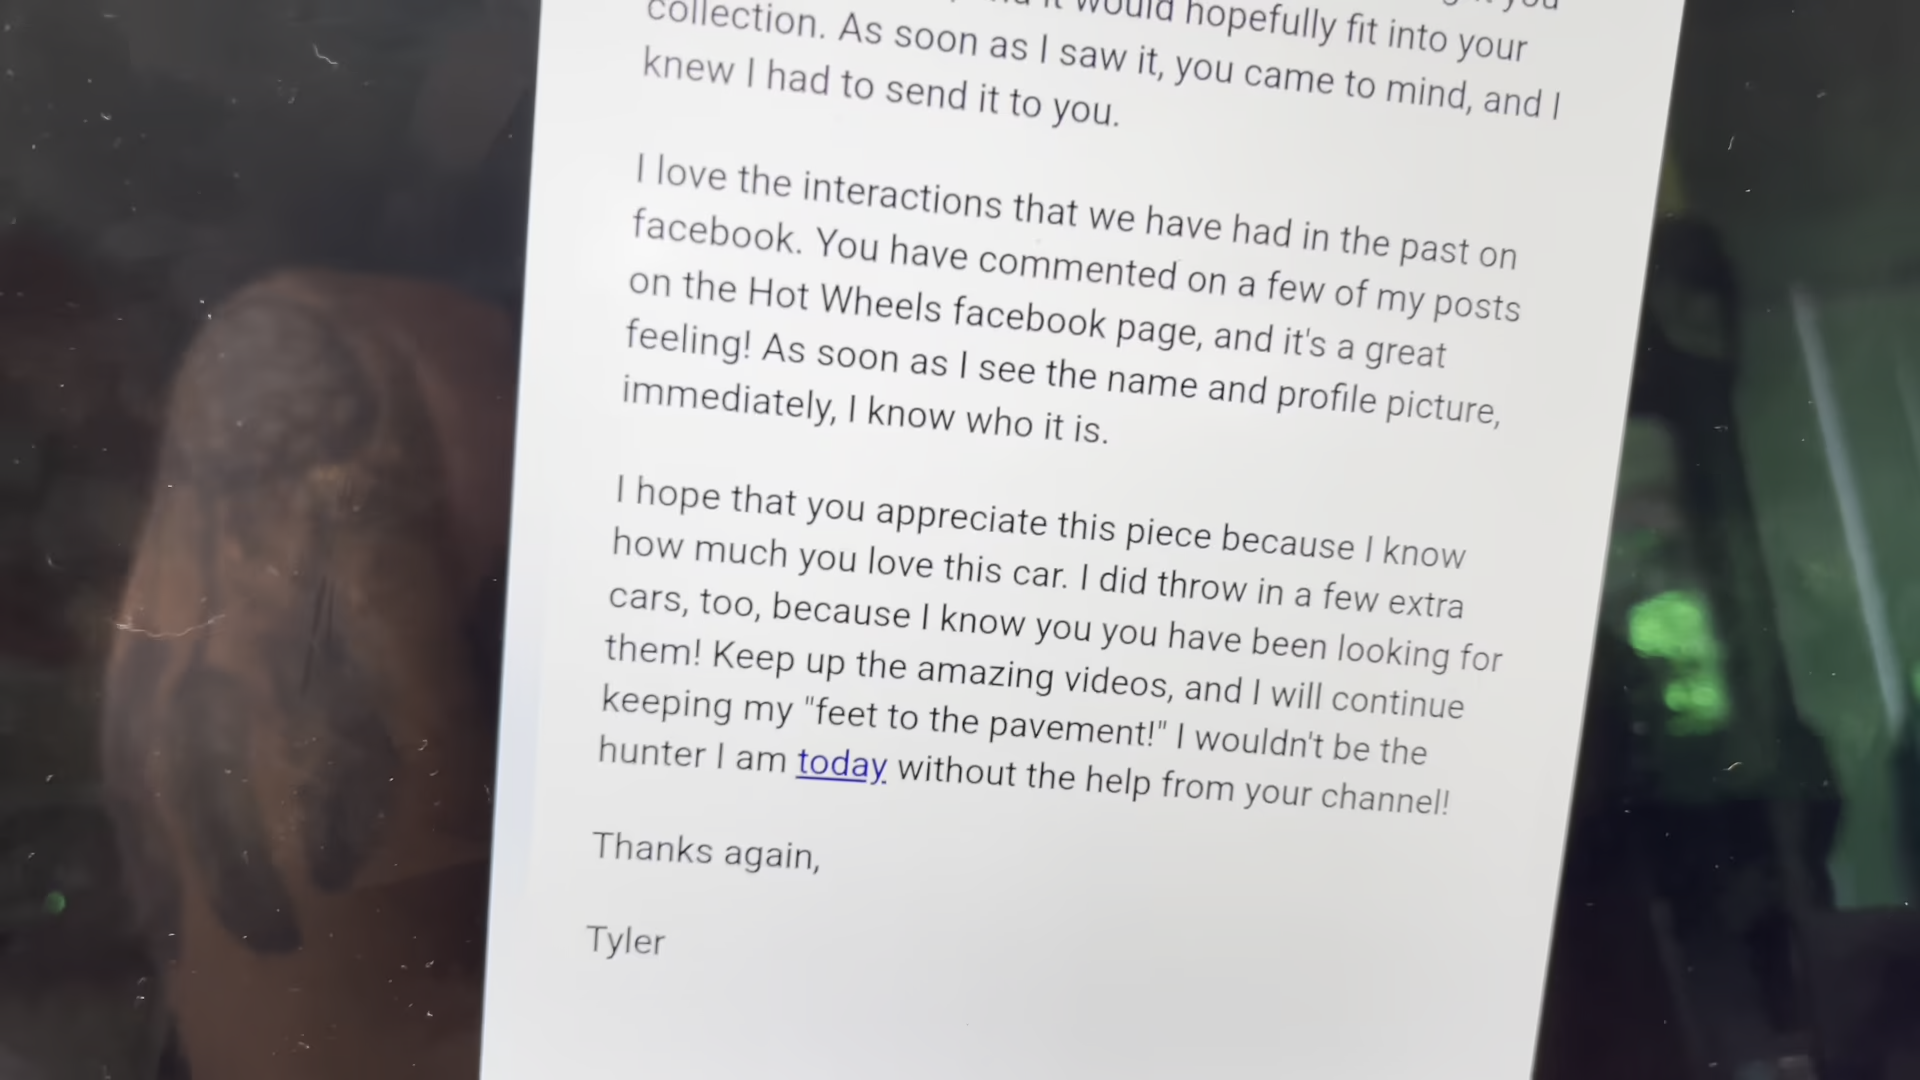 it would hopefully fit into your
collection. As soon as I saw it, you came to mind, and I
knew I had to send it to you.
I love the interactions that we have had in the past on
facebook. You have commented on a few of my posts
on the Hot Wheels facebook page, and it's a great
feeling! As soon as I see the name and profile picture,
immediately, I know who it is.
I hope that you appreciate this piece because I know
how much you love this car. I did throw in a few extra
cars, too, because I know you you have been looking for
them! Keep up the amazing videos, and I will continue
keeping my "feet to the pavement!" I wouldn't be the
hunter I am today without the help from your channel!
Thanks again,
Tyler